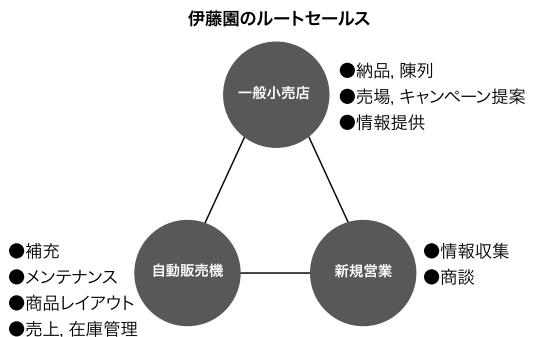 伊藤園のルートセールス
一般小売店
●納品, 陳列
●売場, キャンペーン提案
●情報提供
自動販売機
●補充
●メンテナンス
●商品レイアウト
●売上, 在庫管理
新規営業
●情報収集
●商談